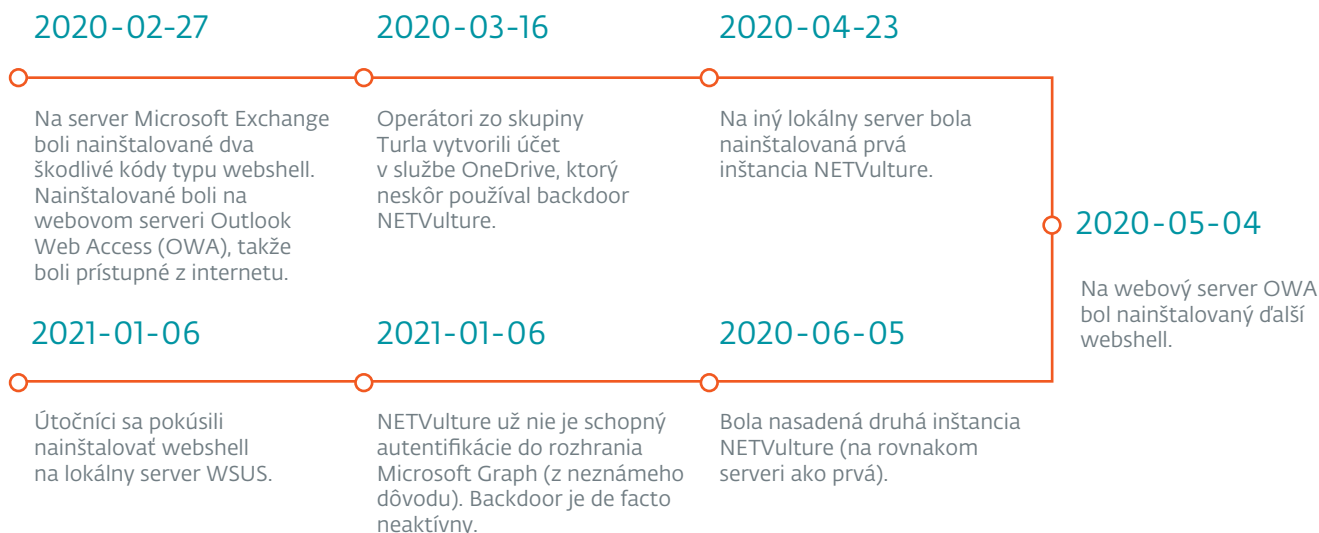 2020-02-27
Na server Microsoft Exchange
boli nainštalované dva
škodlivé kódy typu webshell.
Nainštalované boli na
webovom serveri Outlook
Web Access (OWA), takže
boli prístupné z internetu.
2020-03-16
Operátori zo skupiny
Turla vytvorili účet
v službe OneDrive, ktorý
neskôr používal backdoor
NETVulture.
2020-04-23
Na iný lokálny server bola
nainštalovaná prvá
inštancia NETVulture.
2020-05-04
Na webový server OWA
bol nainštalovaný ďalší
webshell.
2020-06-05
Bola nasadená druhá inštancia
NETVulture (na rovnakom
serveri ako prvá).
2021-01-06
NETVulture už nie je schopný
autentifikácie do rozhrania
Microsoft Graph (z neznámeho
dôvodu). Backdoor je de facto
neaktívny.
2021-01-06
Útočníci sa pokúsili
nainštalovať webshell
na lokálny server WSUS.